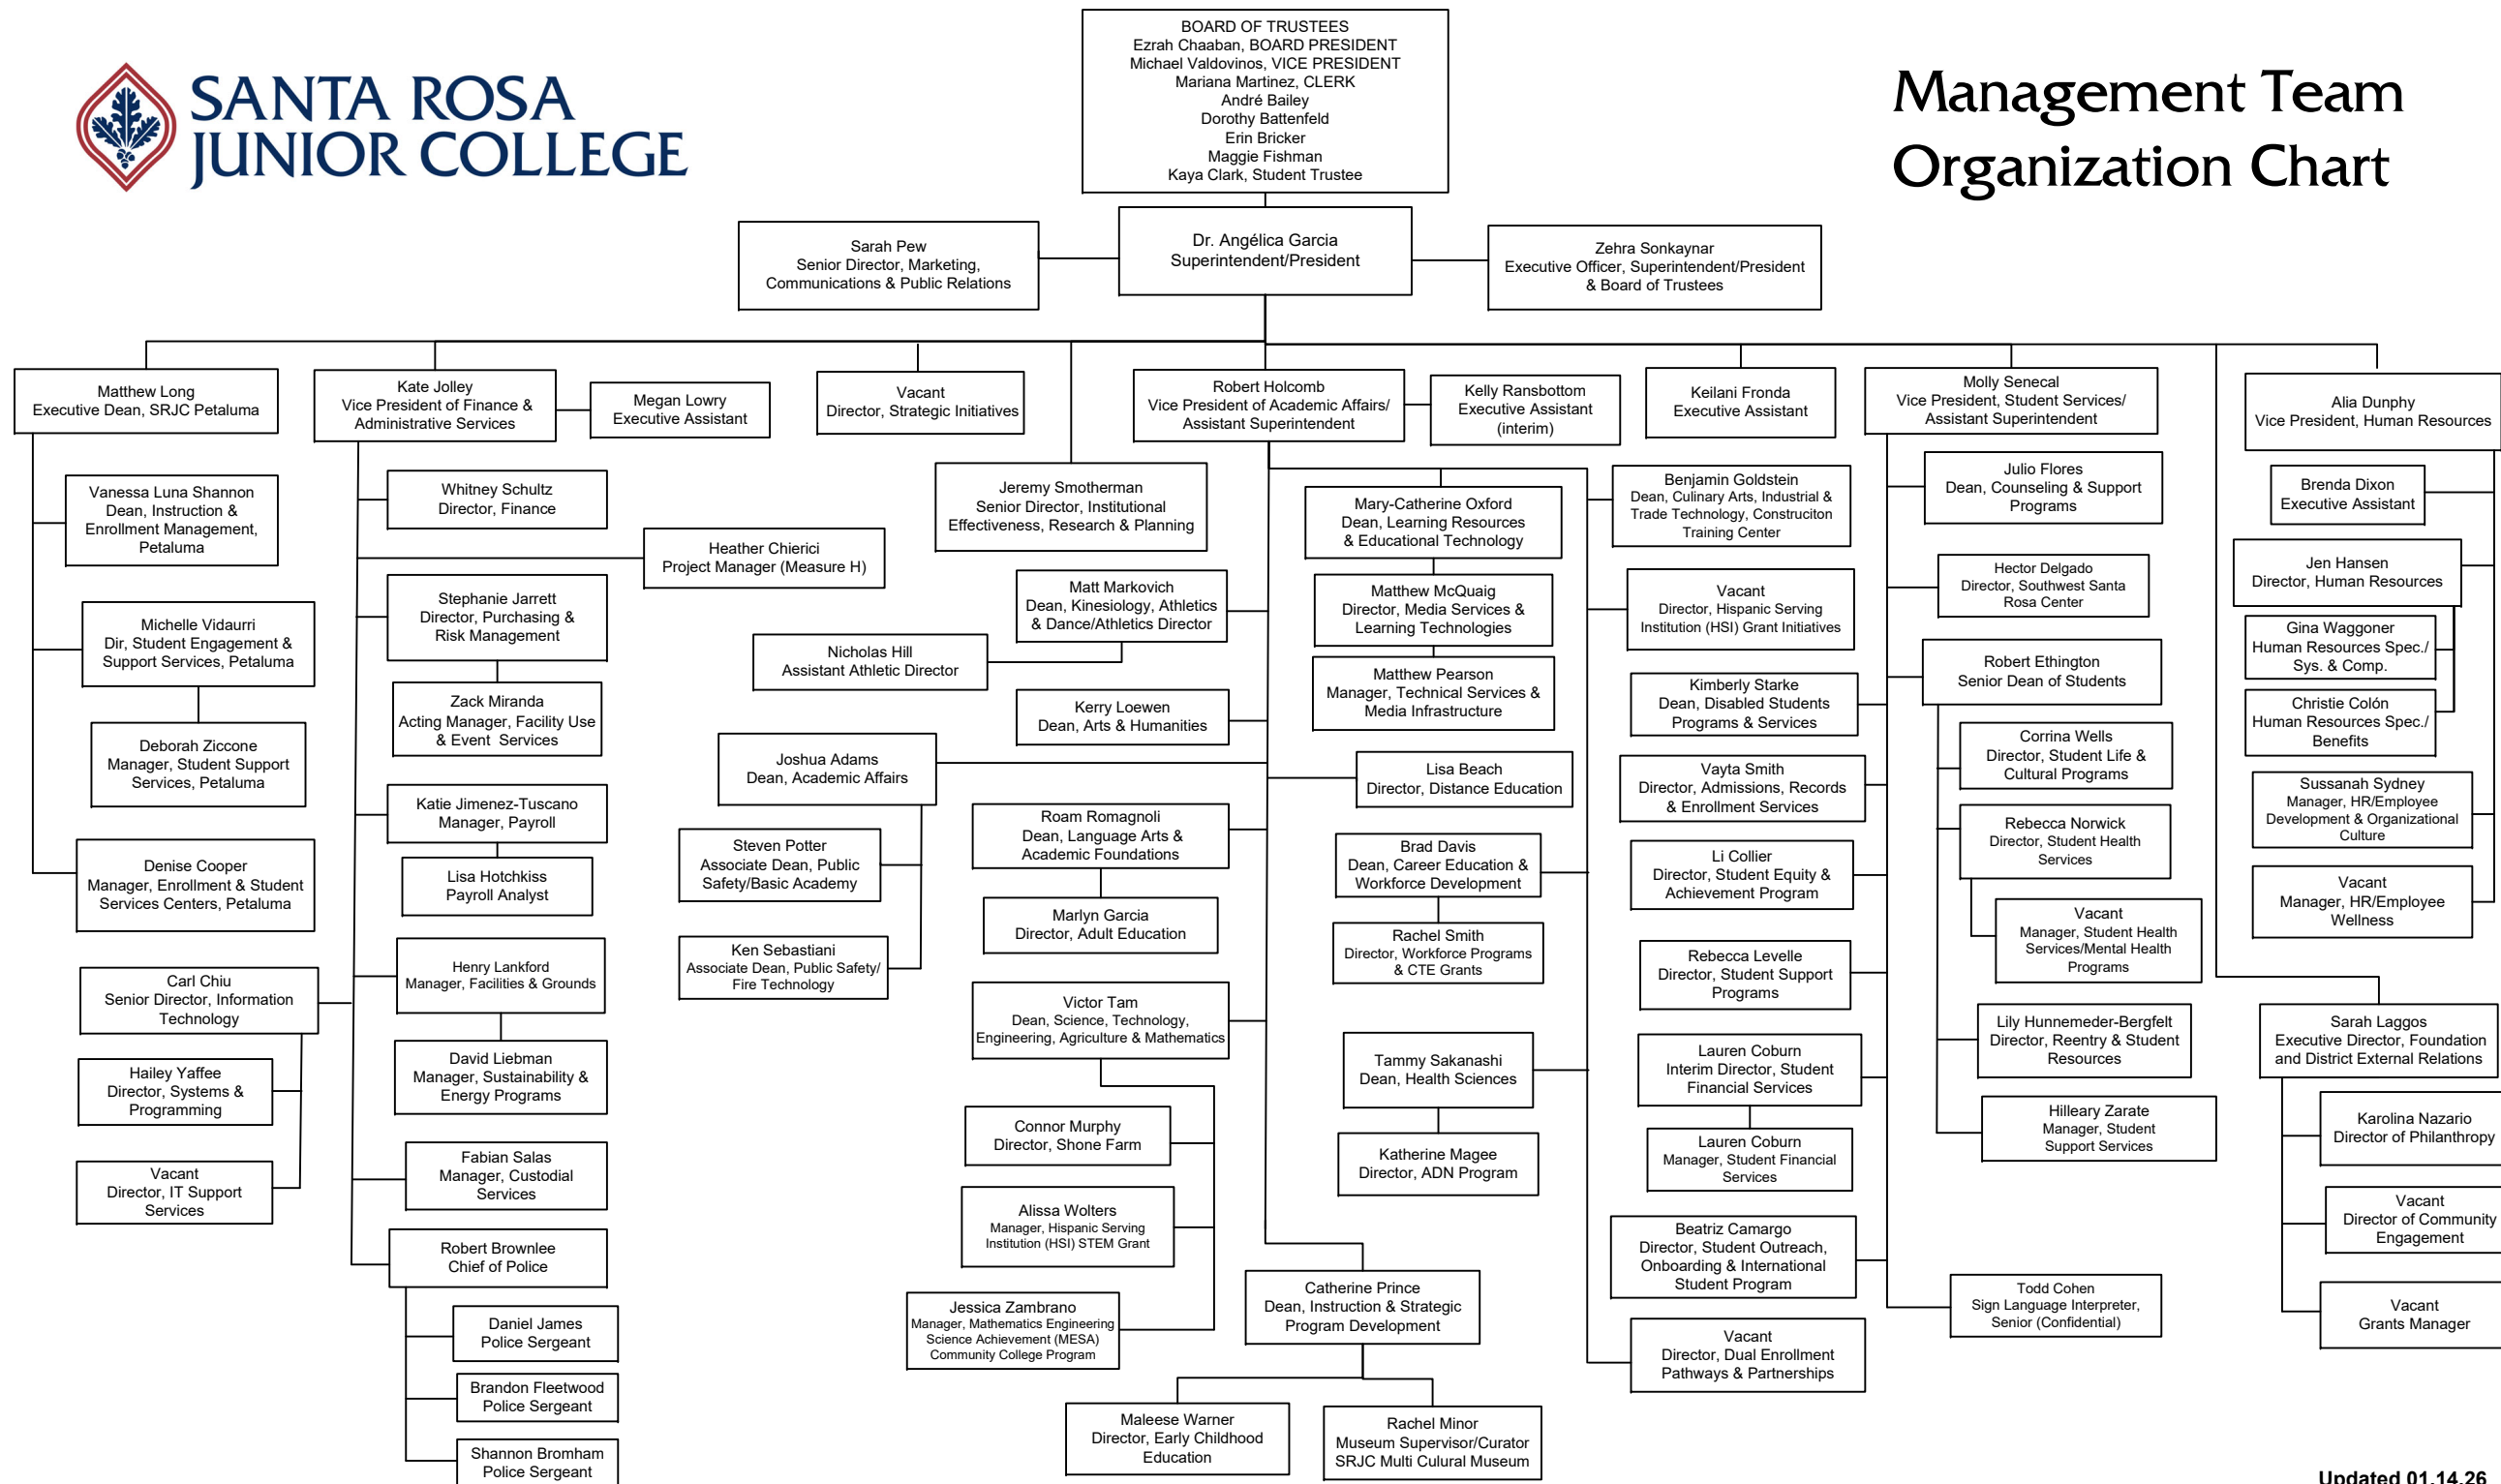 SANTA ROSA
JUNIOR COLLEGE
Management Team
Organization Chart
BOARD OF TRUSTEES
Ezrah Chaaban, BOARD PRESIDENT
Michael Valdovinos, VICE PRESIDENT
Mariana Martinez, CLERK
André Bailey
Dorothy Battenfeld
Erin Bricker
Maggie Fishman
Kaya Clark, Student Trustee
Sarah Pew
Senior Director, Marketing,
Communications & Public Relations
Dr. Angélica Garcia
Superintendent/President
Zehra Sonkaynar
Executive Officer, Superintendent/President
& Board of Trustees
Matthew Long
Executive Dean, SRJC Petaluma
Vanessa Luna Shannon
Dean, Instruction &
Enrollment Management,
Petaluma
Michelle Vidaurri
Dir, Student Engagement &
Support Services, Petaluma
Deborah Ziccone
Manager, Student Support
Services, Petaluma
Denise Cooper
Manager, Enrollment & Student
Services Centers, Petaluma
Kate Jolley
Vice President of Finance &
Administrative Services
Megan Lowry
Executive Assistant
Whitney Schultz
Director, Finance
Heather Chierici
Project Manager (Measure H)
Stephanie Jarrett
Director, Purchasing &
Risk Management
Zack Miranda
Acting Manager, Facility Use
& Event  Services
Katie Jimenez-Tuscano
Manager, Payroll
Lisa Hotchkiss
Payroll Analyst
Henry Lankford
Manager, Facilities & Grounds
David Liebman
Manager, Sustainability &
Energy Programs
Carl Chiu
Senior Director, Information
Technology
Hailey Yaffee
Director, Systems &
Programming
Vacant
Director, IT Support
Services
Fabian Salas
Manager, Custodial
Services
Robert Brownlee
Chief of Police
Daniel James
Police Sergeant
Brandon Fleetwood
Police Sergeant
Shannon Bromham
Police Sergeant
Vacant
Director, Strategic Initiatives
Jeremy Smotherman
Senior Director, Institutional
Effectiveness, Research & Planning
Robert Holcomb
Vice President of Academic Affairs/
Assistant Superintendent
Kelly Ransbottom
Executive Assistant
(interim)
Matt Markovich
Dean, Kinesiology, Athletics
& Dance/Athletics Director
Nicholas Hill
Assistant Athletic Director
Kerry Loewen
Dean, Arts & Humanities
Joshua Adams
Dean, Academic Affairs
Steven Potter
Associate Dean, Public
Safety/Basic Academy
Ken Sebastiani
Associate Dean, Public Safety/
Fire Technology
Roam Romagnoli
Dean, Language Arts &
Academic Foundations
Marlyn Garcia
Director, Adult Education
Victor Tam
Dean, Science, Technology,
Engineering, Agriculture & Mathematics
Connor Murphy
Director, Shone Farm
Alissa Wolters
Manager, Hispanic Serving
Institution (HSI) STEM Grant
Jessica Zambrano
Manager, Mathematics Engineering
Science Achievement (MESA)
Community College Program
Mary-Catherine Oxford
Dean, Learning Resources
& Educational Technology
Matthew McQuaig
Director, Media Services &
Learning Technologies
Matthew Pearson
Manager, Technical Services &
Media Infrastructure
Lisa Beach
Director, Distance Education
Brad Davis
Dean, Career Education &
Workforce Development
Rachel Smith
Director, Workforce Programs
& CTE Grants
Tammy Sakanashi
Dean, Health Sciences
Katherine Magee
Director, ADN Program
Catherine Prince
Dean, Instruction & Strategic
Program Development
Maleese Warner
Director, Early Childhood
Education
Rachel Minor
Museum Supervisor/Curator
SRJC Multi Culural Museum
Benjamin Goldstein
Dean, Culinary Arts, Industrial &
Trade Technology, Construciton
Training Center
Vacant
Director, Hispanic Serving
Institution (HSI) Grant Initiatives
Vacant
Director, Dual Enrollment
Pathways & Partnerships
Keilani Fronda
Executive Assistant
Molly Senecal
Vice President, Student Services/
Assistant Superintendent
Kimberly Starke
Dean, Disabled Students
Programs & Services
Vayta Smith
Director, Admissions, Records
& Enrollment Services
Li Collier
Director, Student Equity &
Achievement Program
Rebecca Levelle
Director, Student Support
Programs
Lauren Coburn
Interim Director, Student
Financial Services
Lauren Coburn
Manager, Student Financial
Services
Beatriz Camargo
Director, Student Outreach,
Onboarding & International
Student Program
Julio Flores
Dean, Counseling & Support
Programs
Hector Delgado
Director, Southwest Santa
Rosa Center
Robert Ethington
Senior Dean of Students
Corrina Wells
Director, Student Life &
Cultural Programs
Rebecca Norwick
Director, Student Health
Services
Vacant
Manager, Student Health
Services/Mental Health
Programs
Lily Hunnemeder-Bergfelt
Director, Reentry & Student
Resources
Hilleary Zarate
Manager, Student
Support Services
Todd Cohen
Sign Language Interpreter,
Senior (Confidential)
Alia Dunphy
Vice President, Human Resources
Brenda Dixon
Executive Assistant
Jen Hansen
Director, Human Resources
Gina Waggoner
Human Resources Spec./
Sys. & Comp.
Christie Colón
Human Resources Spec./
Benefits
Sussanah Sydney
Manager, HR/Employee
Development & Organizational
Culture
Vacant
Manager, HR/Employee
Wellness
Sarah Laggos
Executive Director, Foundation
and District External Relations
Karolina Nazario
Director of Philanthropy
Vacant
Director of Community
Engagement
Vacant
Grants Manager
Updated 01.14.26